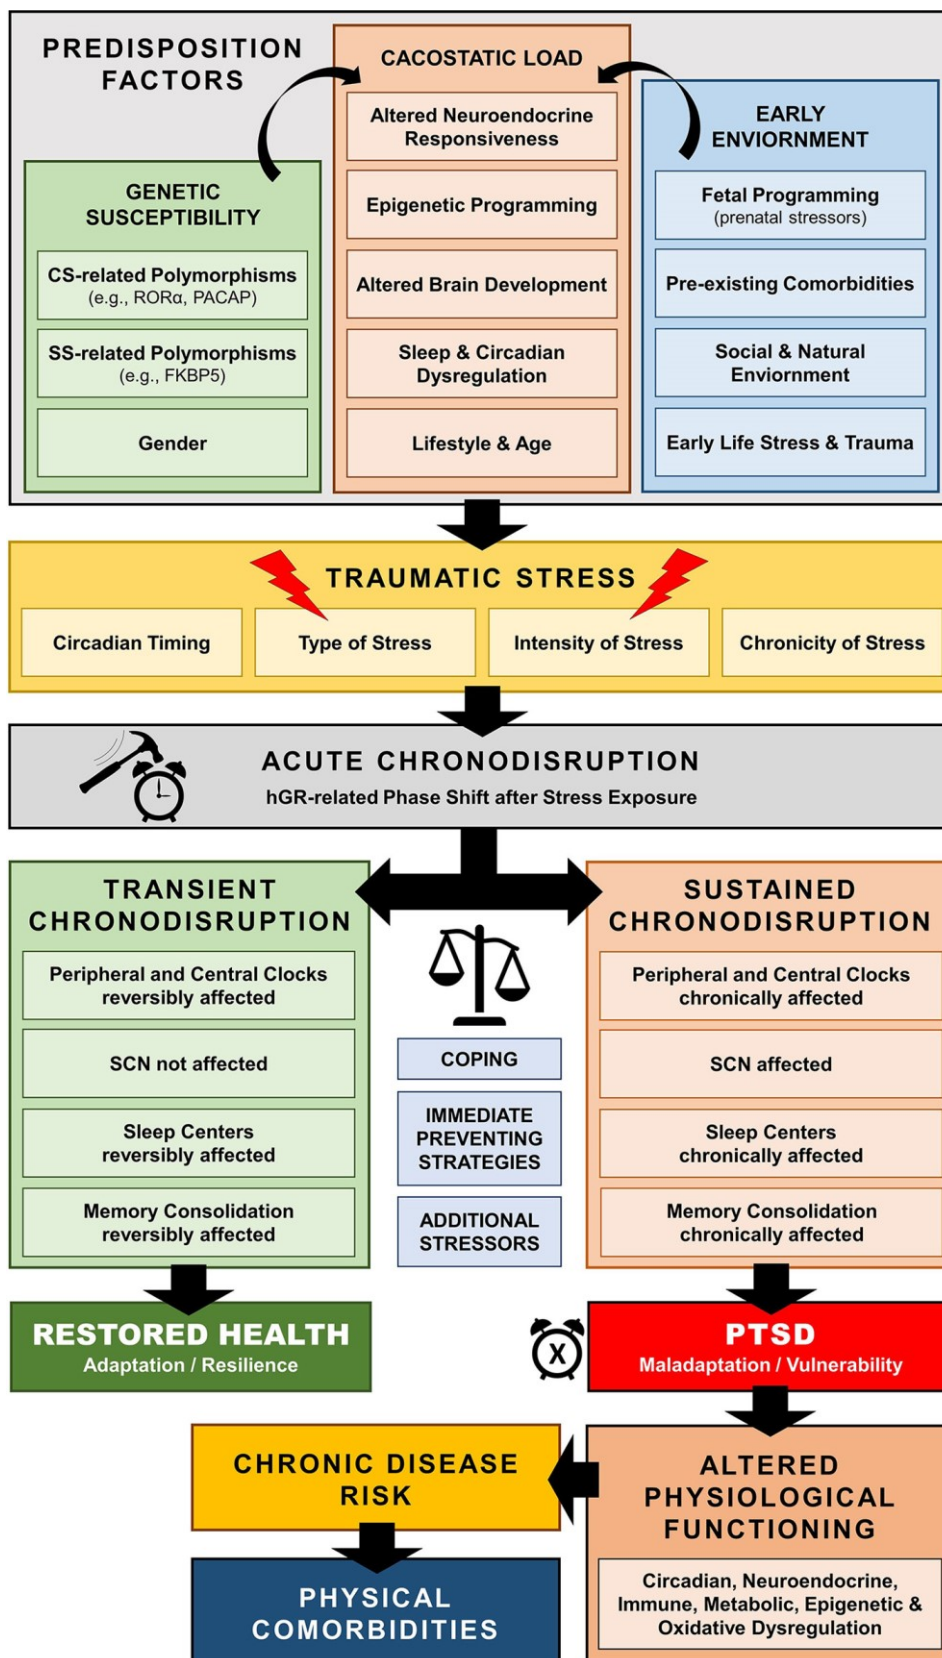 PREDISPOSITION
FACTORS
GENETIC
SUSCEPTIBILITY
CS-related Polymorphisms
(e.g., RORα, PACAP)
SS-related Polymorphisms
(e.g., FKBP5)
Gender
CACOSTATIC LOAD
Altered Neuroendocrine
Responsiveness
Epigenetic Programming
Altered Brain Development
Sleep & Circadian
Dysregulation
Lifestyle & Age
EARLY
ENVIORNMENT
Fetal Programming
(prenatal stressors)
Pre-existing Comorbidities
Social & Natural
Enviornment
Early Life Stress & Trauma
TRAUMATIC STRESS
Circadian Timing
Type of Stress
Intensity of Stress
Chronicity of Stress
ACUTE CHRONODISRUPTION
hGR-related Phase Shift after Stress Exposure
TRANSIENT
CHRONODISRUPTION
Peripheral and Central Clocks
reversibly affected
SCN not affected
Sleep Centers
reversibly affected
Memory Consolidation
reversibly affected
COPING
IMMEDIATE
PREVENTING
STRATEGIES
ADDITIONAL
STRESSORS
SUSTAINED
CHRONODISRUPTION
Peripheral and Central Clocks
chronically affected
SCN affected
Sleep Centers
chronically affected
Memory Consolidation
chronically affected
RESTORED HEALTH
Adaptation / Resilience
X
PTSD
Maladaptation / Vulnerability
ALTERED
PHYSIOLOGICAL
FUNCTIONING
Circadian, Neuroendocrine,
Immune, Metabolic, Epigenetic &
Oxidative Dysregulation
CHRONIC DISEASE
RISK
PHYSICAL
COMORBIDITIES